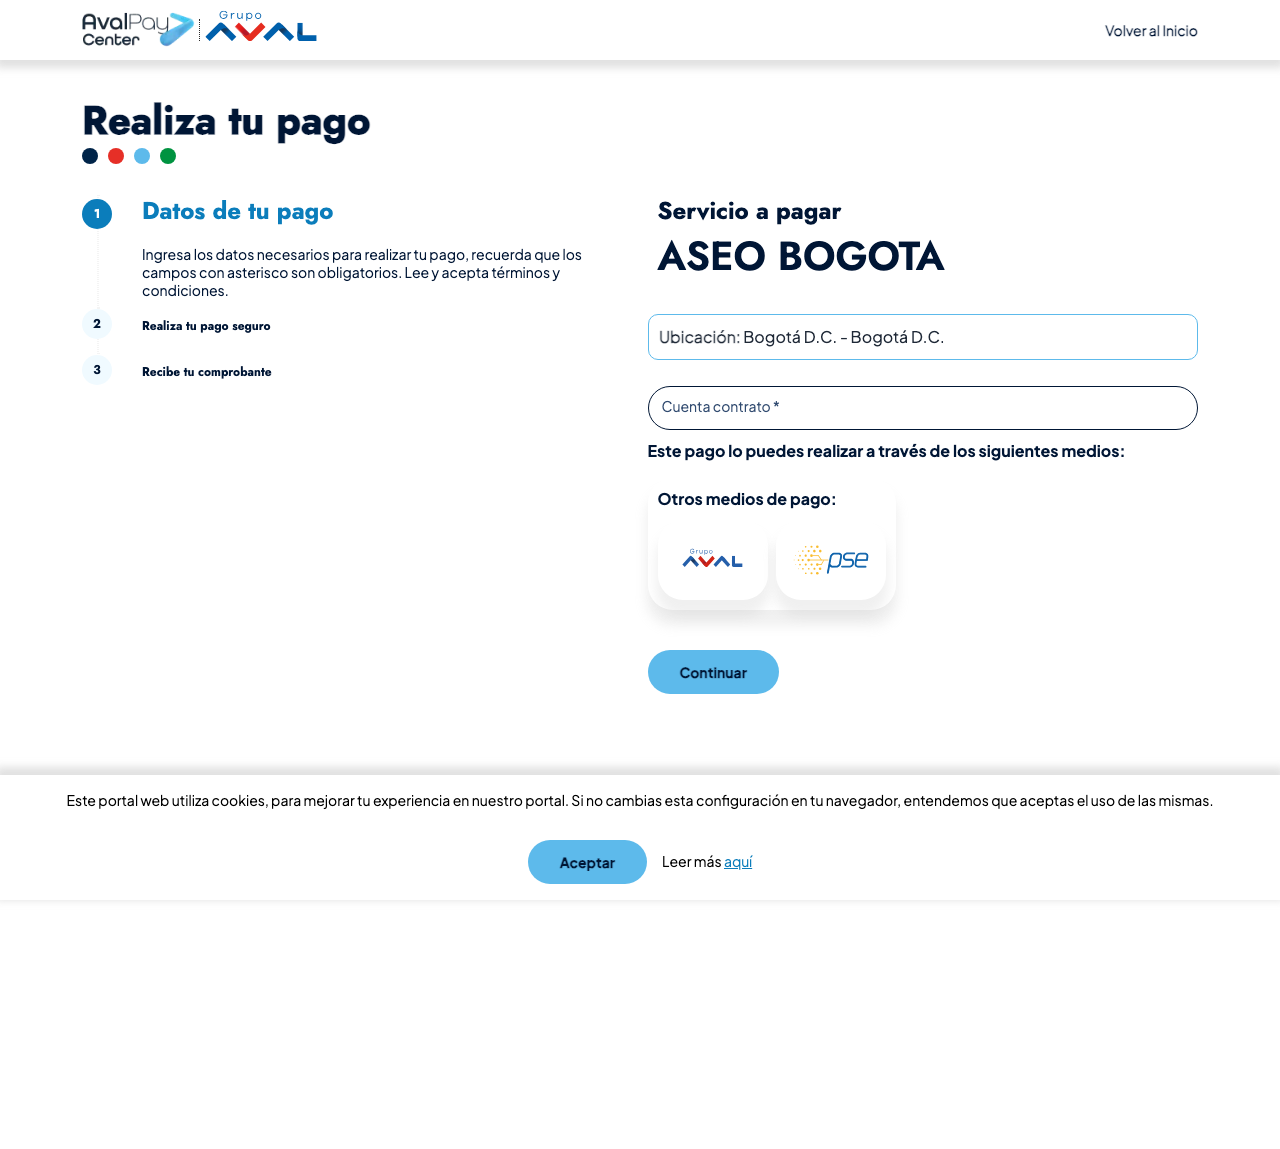 AvalPay
Center
Grupo
AVAL
Volver al Inicio
Realiza tu pago
1
Datos de tu pago
Ingresa los datos necesarios para realizar tu pago, recuerda que los
campos con asterisco son obligatorios. Lee y acepta términos y
condiciones.
2
Realiza tu pago seguro
3
Recibe tu comprobante
Servicio a pagar
ASEO BOGOTA
Ubicación: Bogotá D.C. - Bogotá D.C.
Cuenta contrato *
Este pago lo puedes realizar a través de los siguientes medios:
Otros medios de pago:
Grupo
AVAL
pse
Continuar
Este portal web utiliza cookies, para mejorar tu experiencia en nuestro portal. Si no cambias esta configuración en tu navegador, entendemos que aceptas el uso de las mismas.
Aceptar
Leer más aquí